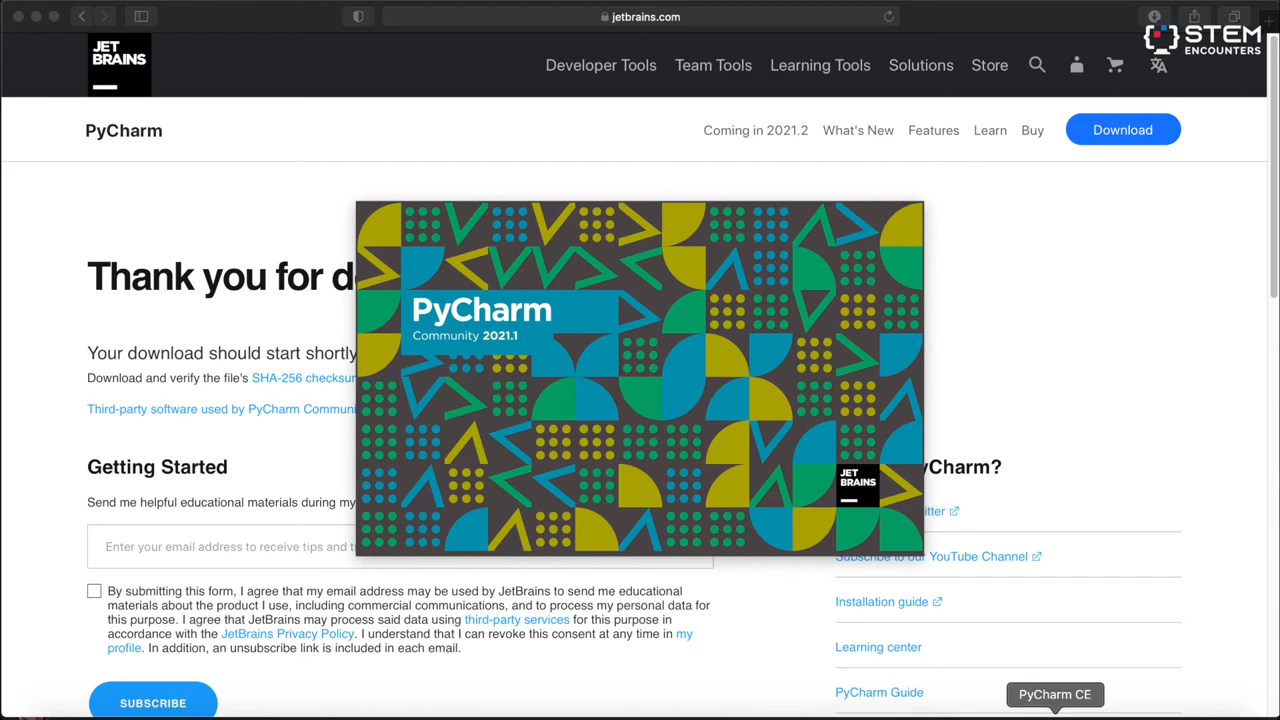 jetbrains.com
STEM
ENCOUNTERS
JET
BRAINS
Developer Tools Team Tools Learning Tools Solutions Store
PyCharm
Coming in 2021.2 What's New Features Learn Buy Download
Thank you for d
PyCharm
Community 2021.1
Your download should start shortly
Download and verify the file's SHA-256 checksu
Third-party software used by PyCharm Commun
JET
BRAINS
Getting Started
yCharm?
Send me helpful educational materials during my
itter
Enter your email address to receive tips and t
Subscribe to our YouTube Channel
By submitting this form, I agree that my email address may be used by JetBrains to send me educational
materials about the product I use, including commercial communications, and to process my personal data for
this purpose. I agree that JetBrains may process said data using third-party services for this purpose in
accordance with the JetBrains Privacy Policy. I understand that I can revoke this consent at any time in my
profile. In addition, an unsubscribe link is included in each email.
Installation guide
Learning center
PyCharm Guide
PyCharm CE
SUBSCRIBE